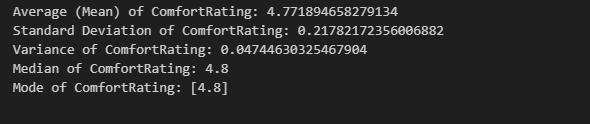 Average (Mean) of ComfortRating: 4.771894658279134
Standard Deviation of ComfortRating: 0.21782172356006882
Variance of ComfortRating: 0.04744630325467904
Median of ComfortRating: 4.8
Mode of ComfortRating: [4.8]